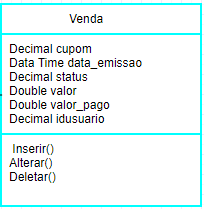 Venda
Decimal cupom
Data Time data_emissao
Decimal status
Double valor
Double valor_pago
Decimal idusuario
Inserir()
Alterar()
Deletar()